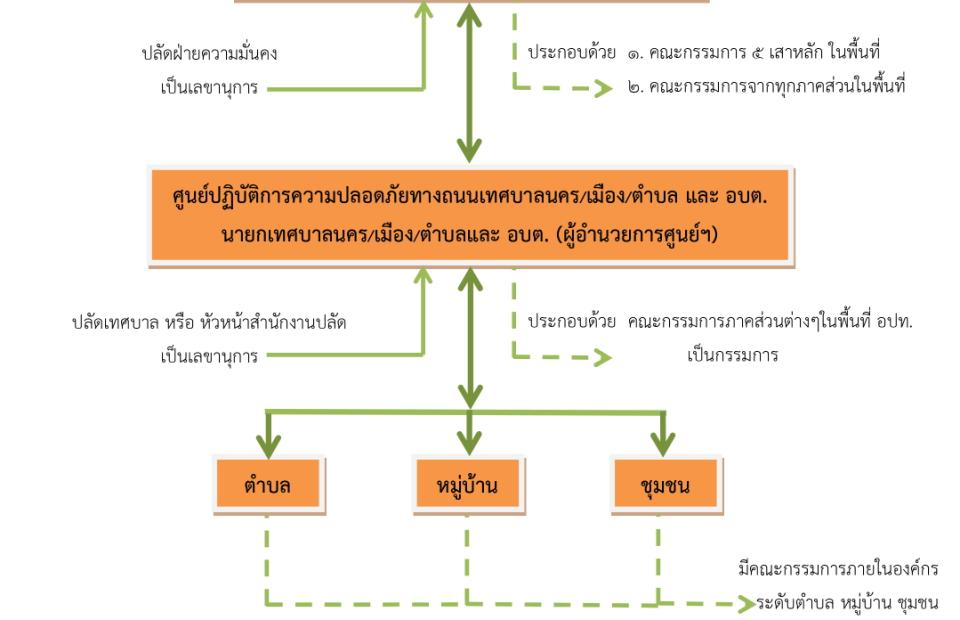 ปลัดฝ่ายความมั่นคง
เป็นเลขานุการ
ประกอบด้วย ๑. คณะกรรมการ ๕ เสาหลัก ในพื้นที่
๒. คณะกรรมการจากทุกภาคส่วนในพื้นที่
ศูนย์ปฏิบัติการความปลอดภัยทางถนนเทศบาลนคร/เมือง/ตำบล และ อบต.
นายกเทศบาลนคร/เมือง/ตำบลและ อบต. (ผู้อำนวยการศูนย์ฯ)
ปลัดเทศบาล หรือ หัวหน้าสำนักงานปลัด
เป็นเลขานุการ
ประกอบด้วย คณะกรรมการภาคส่วนต่างๆในพื้นที่ อปท.
เป็นกรรมการ
ตำบล
หมู่บ้าน
ชุมชน
มีคณะกรรมการภายในองค์กร
ระดับตำบล หมู่บ้าน ชุมชน